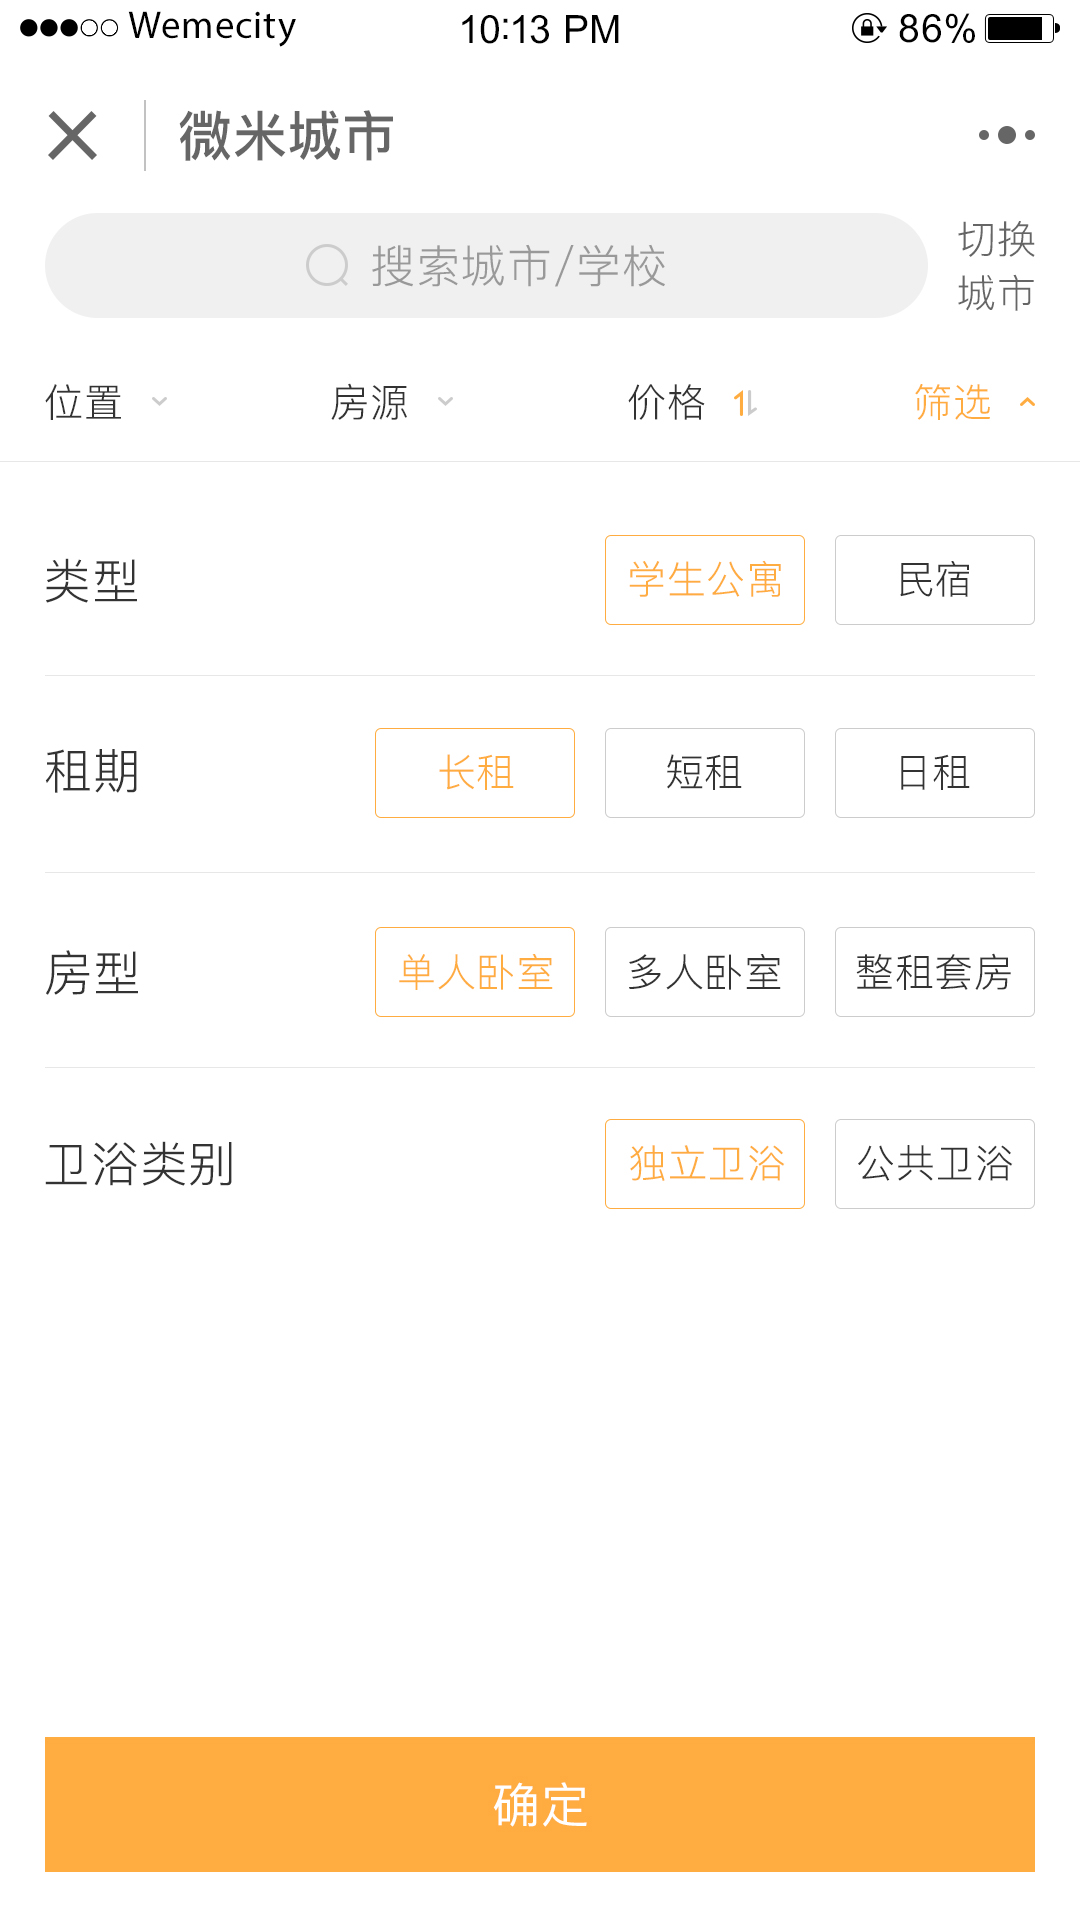 Wemecity 10:13 PM 86%
微米城市
搜索城市/学校
切换
城市
位置 房源 价格 筛选
类型 学生公寓 民宿
租期 长租 短租 日租
房型 单人卧室 多人卧室 整租套房
卫浴类别 独立卫浴 公共卫浴
确定